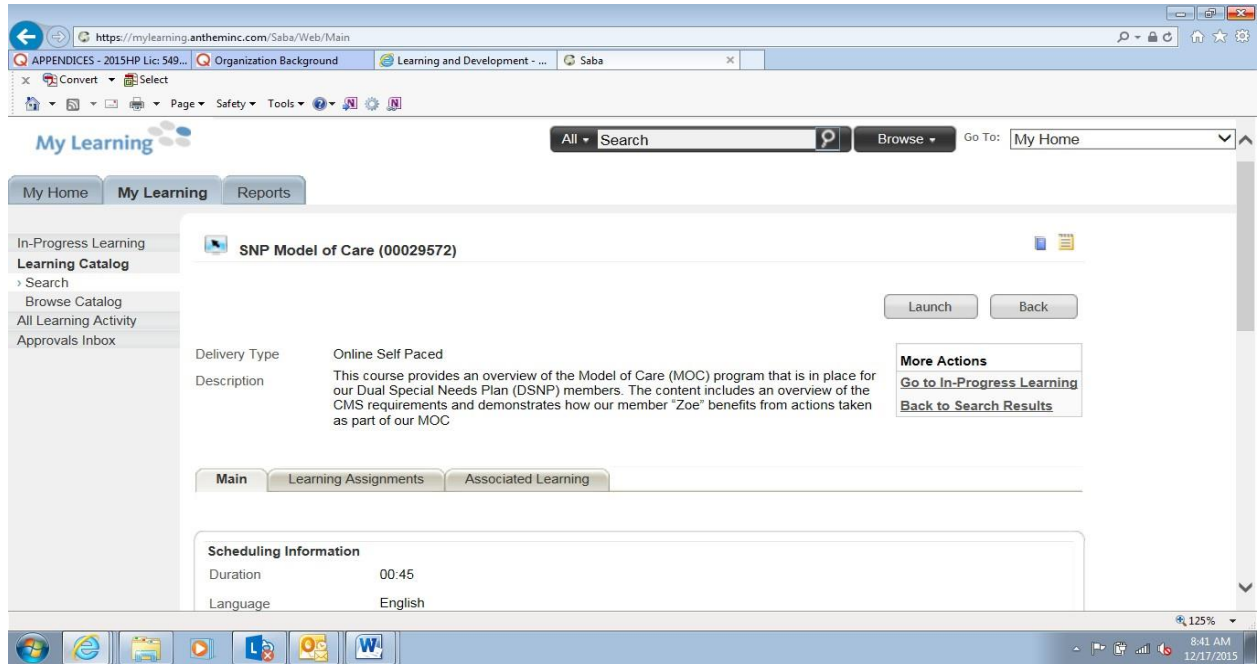 https://mylearning.antheminc.com/Saba/Web/Main
APPENDICES - 2015HP Lic: 549... Organization Background Learning and Development - ... Saba
x Convert Select
Page Safety Tools
My Learning All Search Browse Go To: My Home
My Home My Learning Reports
In-Progress Learning
Learning Catalog
› Search
Browse Catalog
All Learning Activity
Approvals Inbox
SNP Model of Care (00029572)
Launch Back
Delivery Type Online Self Paced
Description This course provides an overview of the Model of Care (MOC) program that is in place for
our Dual Special Needs Plan (DSNP) members. The content includes an overview of the
CMS requirements and demonstrates how our member "Zoe" benefits from actions taken
as part of our MOC
More Actions
Go to In-Progress Learning
Back to Search Results
Main Learning Assignments Associated Learning
Scheduling Information
Duration 00:45
Language English
125%
8:41 AM
12/17/2015